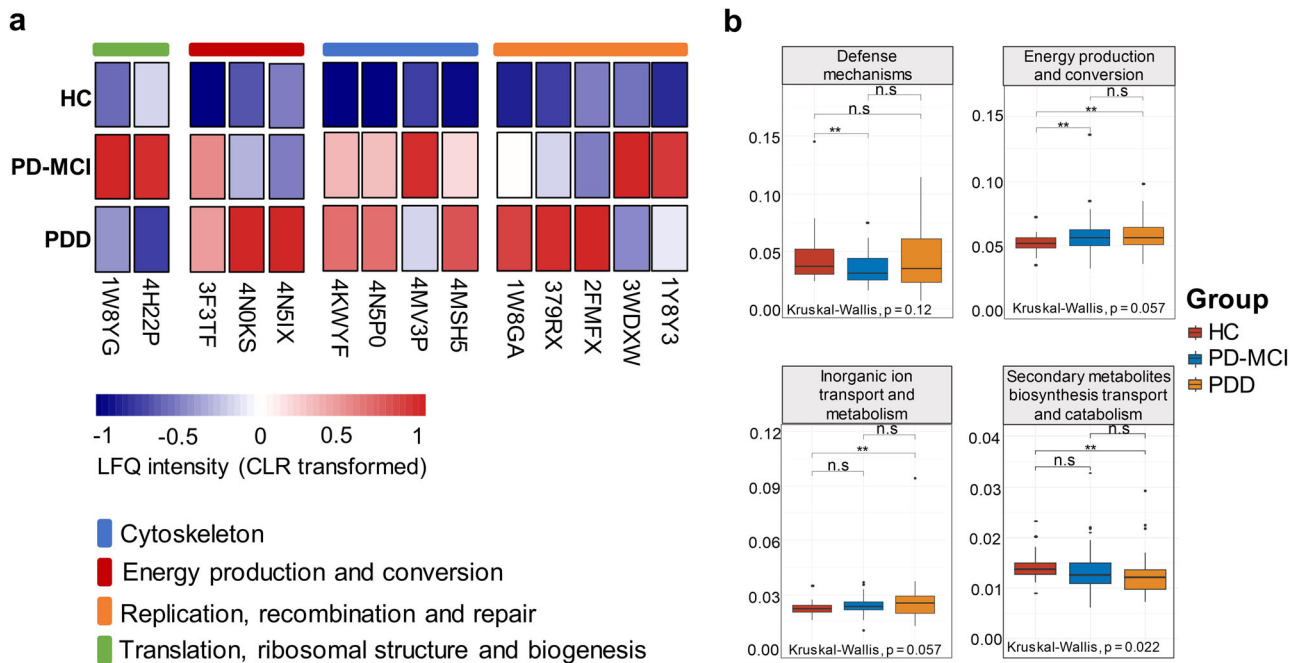 a
HC
PD-MCI
PDD
1W8YG
4H22P
3F3TF
4N0KS
4N5IX
4KWYF
4N5P0
4MV3P
4MSH5
1W8GA
379RX
2FMFX
3WDXW
1Y8Y3
-1 -0.5 0 0.5 1
LFQ intensity (CLR transformed)
Cytoskeleton
Energy production and conversion
Replication, recombination and repair
Translation, ribosomal structure and biogenesis
b
Defense
mechanisms
n.s
n.s
**
0.15
0.10
0.05
0.00
Kruskal-Wallis, p = 0.12
Energy production
and conversion
n.s
**
**
0.15
0.10
0.05
0.00
Kruskal-Wallis, p = 0.057
Inorganic ion
transport and
metabolism
n.s
**
n.s
0.12
0.09
0.06
0.03
0.00
Kruskal-Wallis, p = 0.057
Secondary metabolites
biosynthesis transport
and catabolism
n.s
**
n.s
0.04
0.03
0.02
0.01
0.00
Kruskal-Wallis, p = 0.022
Group
HC
PD-MCI
PDD